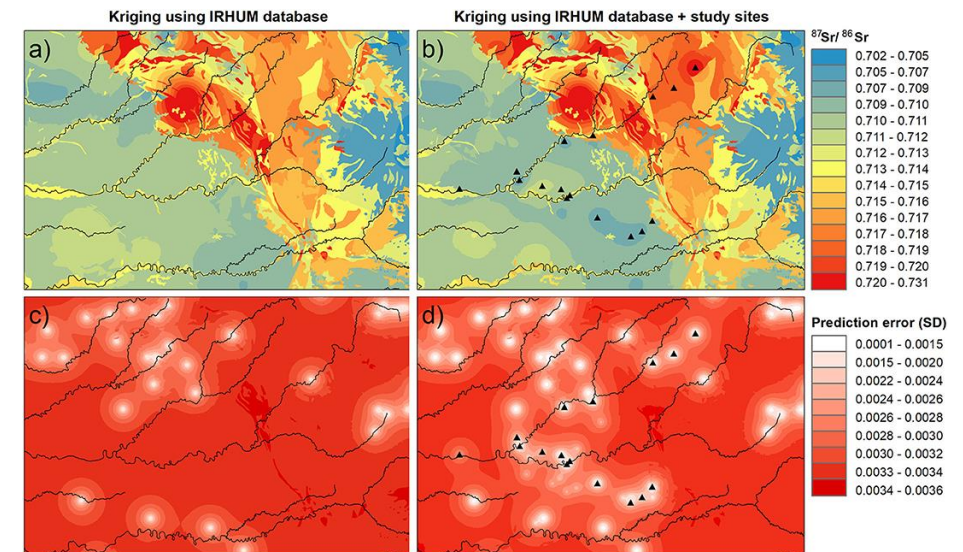 Kriging using IRHUM database
Kriging using IRHUM database + study sites
a)
b)
87Sr/ 86Sr
0.702 - 0.705
0.705 - 0.707
0.707 - 0.709
0.709 - 0.710
0.710 - 0.711
0.711 - 0.712
0.712 - 0.713
0.713 - 0.714
0.714 - 0.715
0.715 - 0.716
0.716 - 0.717
0.717 - 0.718
0.718 - 0.719
0.719 - 0.720
0.720 - 0.731
c)
d)
Prediction error (SD)
0.0001 - 0.0015
0.0015 - 0.0020
0.0022 - 0.0024
0.0024 - 0.0026
0.0026 - 0.0028
0.0028 - 0.0030
0.0030 - 0.0032
0.0033 - 0.0034
0.0034 - 0.0036